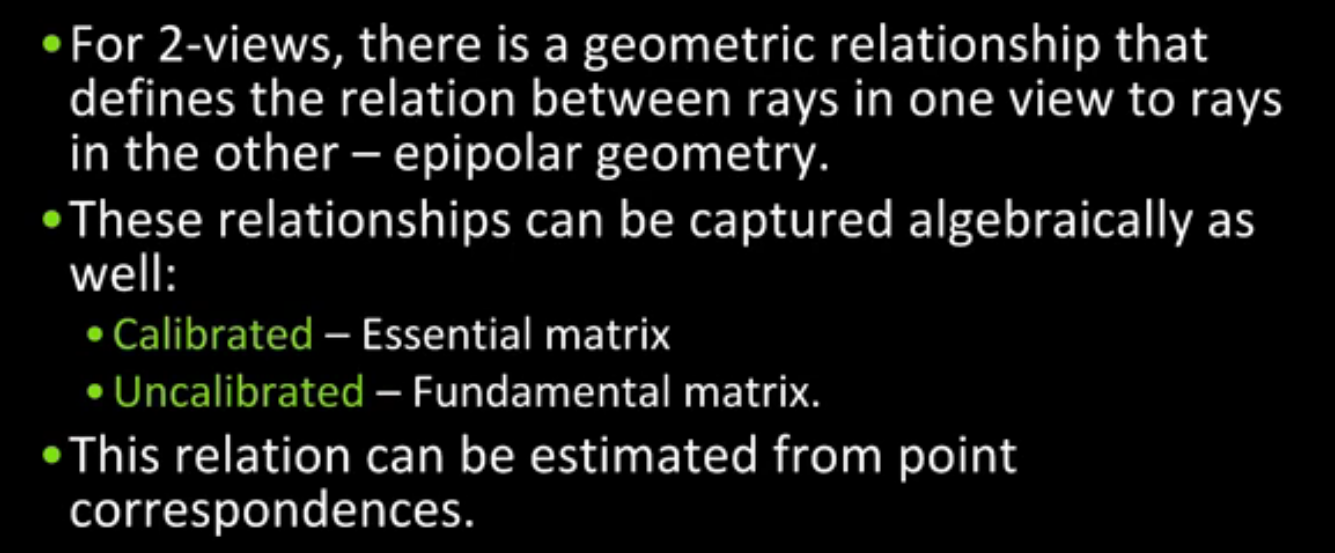 •For 2-views, there is a geometric relationship that
defines the relation between rays in one view to rays
in the other – epipolar geometry.
•These relationships can be captured algebraically as
well:
•Calibrated – Essential matrix
•Uncalibrated – Fundamental matrix.
•This relation can be estimated from point
correspondences.